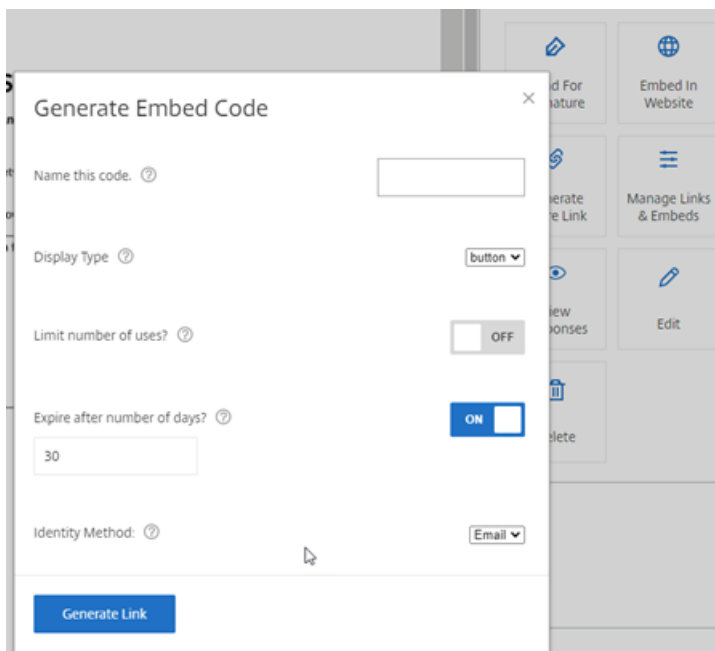 Generate Embed Code
Name this code.
Display Type
button
Limit number of uses?
OFF
Expire after number of days?
ON
30
Identity Method:
Email
Generate Link
Embed In
Website
Manage Links
& Embeds
Edit